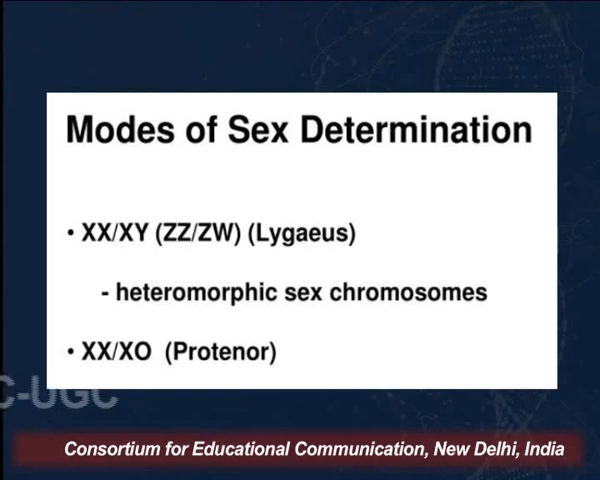 Modes of Sex Determination
• XX/XY (ZZ/ZW) (Lygaeus)
- heteromorphic sex chromosomes
• XX/XO (Protenor)
C-UGC
Consortium for Educational Communication, New Delhi, India